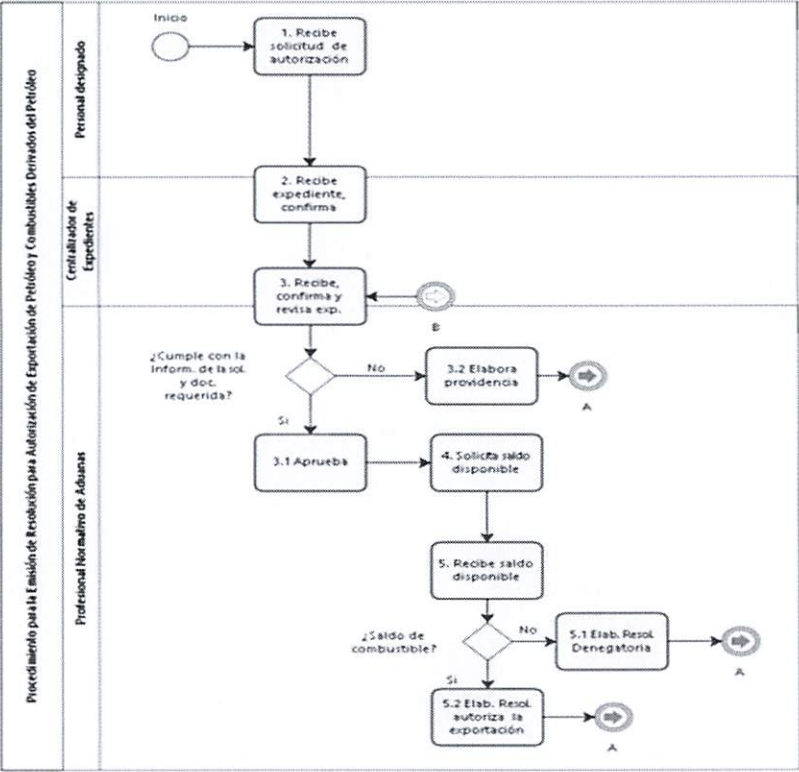 Procedimiento para la Emisión de Resolución para Autorización de Exportación de Petróleo y Combustibles Derivados del Petróleo
Personal designado
Inicio
1. Recibe
solicitud de
autorización
Centralizador de
Expedientes
2. Recibe
expediente,
confirma
3. Recibe,
confirma y
revisa exp.
B
Profesional Normativo de Aduanas
¿Cumple con la
Inform. de la sol.
y doc.
requerida?
No
3.2 Elabora
providencia
A
Si
3.1 Aprueba
4. Solicita saldo
disponible
5. Recibe saldo
disponible
¿Saldo de
combustible?
No
5.1 Elab. Resol.
Denegatoria
A
Si
5.2 Elab. Resol.
autoriza la
exportación
A